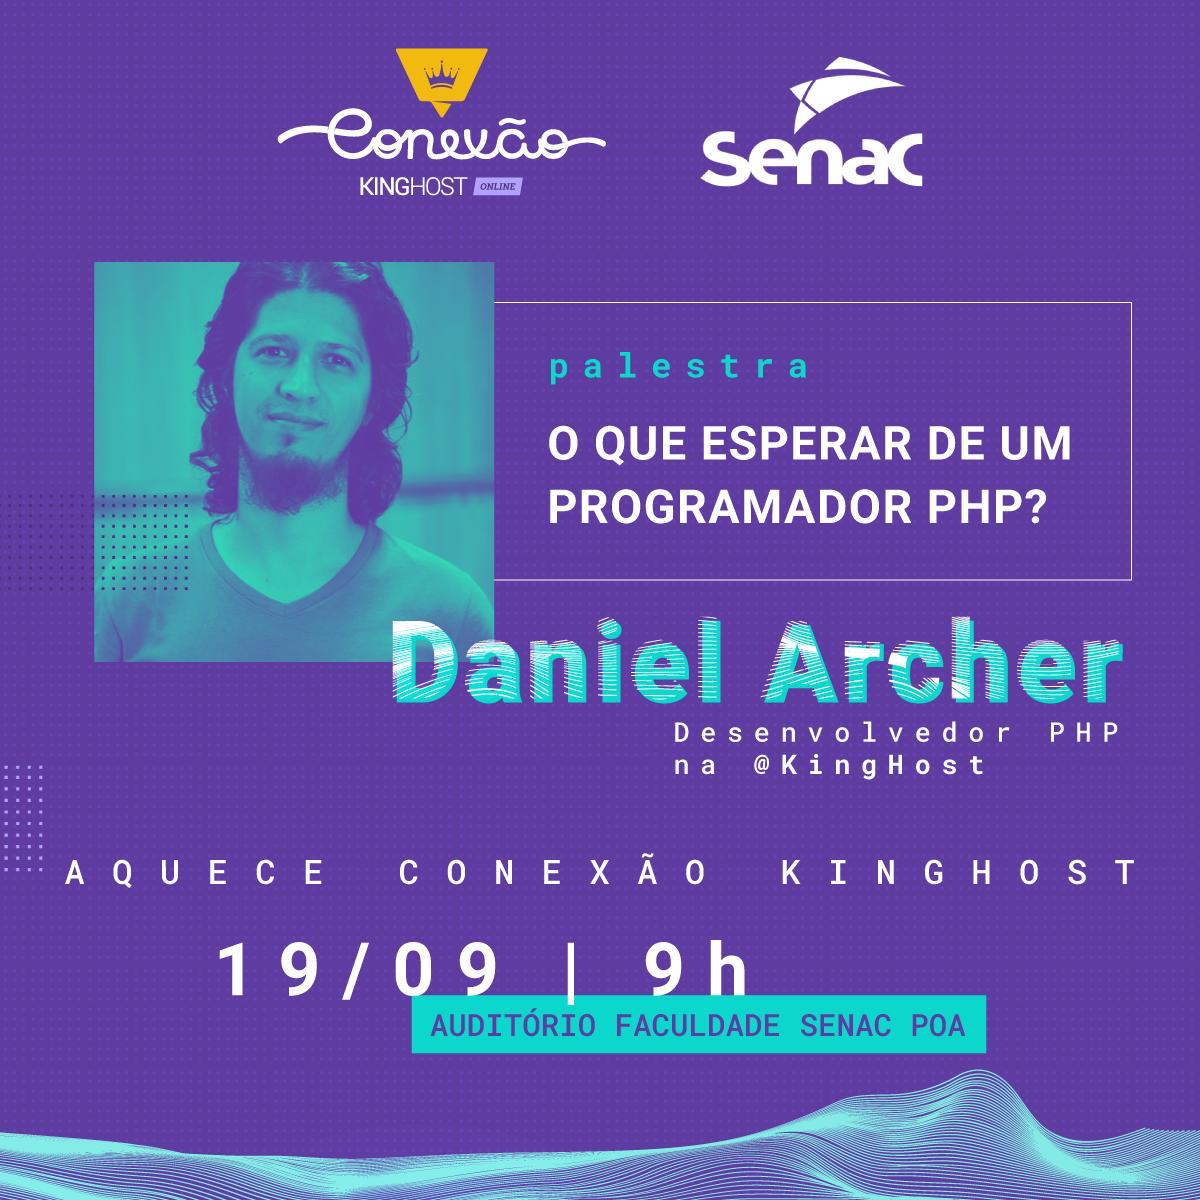 Conexão
KINGHOST ONLINE
Senac
palestra
O QUE ESPERAR DE UM
PROGRAMADOR PHP?
Daniel Archer
Desenvolvedor PHP
na @KingHost
AQUECE CONEXÃO KINGHOST
19/09 | 9h
AUDITÓRIO FACULDADE SENAC POA